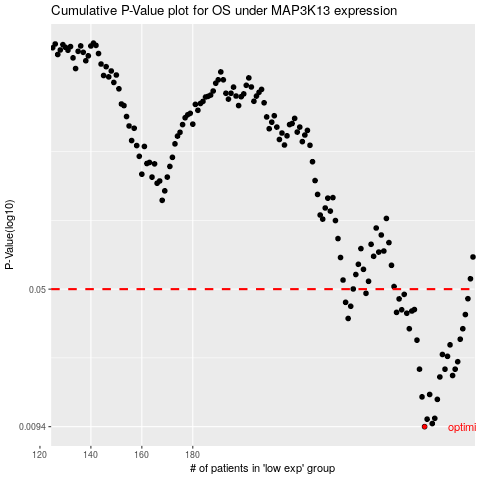 Cumulative P-Value plot for OS under MAP3K13 expression
P-Value(log10)
0.05
0.0094
optimi
120 140 160 180
# of patients in 'low exp' group